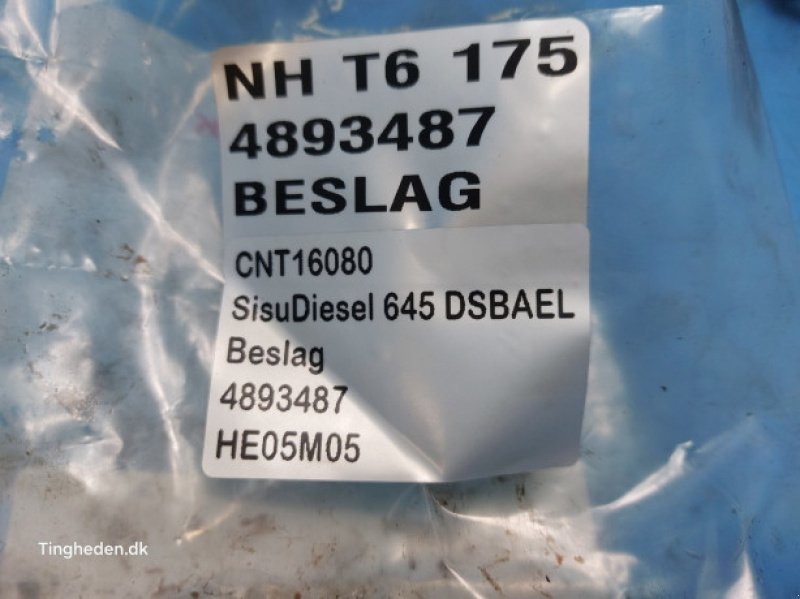 NH T6 175
4893487
BESLAG
CNT16080
SisuDiesel 645 DSBAEL
Beslag
4893487
HE05M05
Tingheden.dk